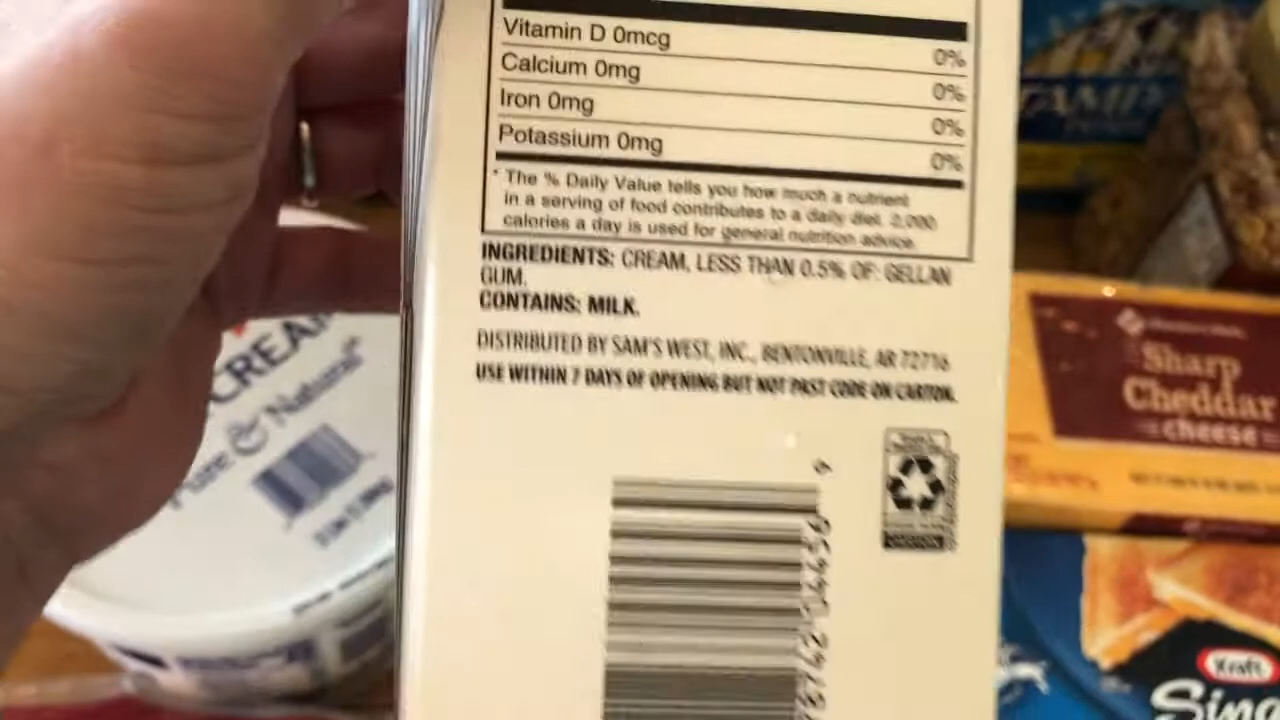 Vitamin D 0mcg 0%
Calcium 0mg 0%
Iron 0mg 0%
Potassium 0mg 0%
* The % Daily Value tells you how much a nutrient
in a serving of food contributes to a daily diet. 2,000
calories a day is used for general nutrition advice.
INGREDIENTS: CREAM, LESS THAN 0.5% OF: GELLAN
GUM.
CONTAINS: MILK.
DISTRIBUTED BY SAM'S WEST, INC., BENTONVILLE, AR 72716
USE WITHIN 7 DAYS OF OPENING BUT NOT PAST CODE ON CARTON.
CREAM
Pure & Natural
Sharp
Cheddar
cheese
Kraft